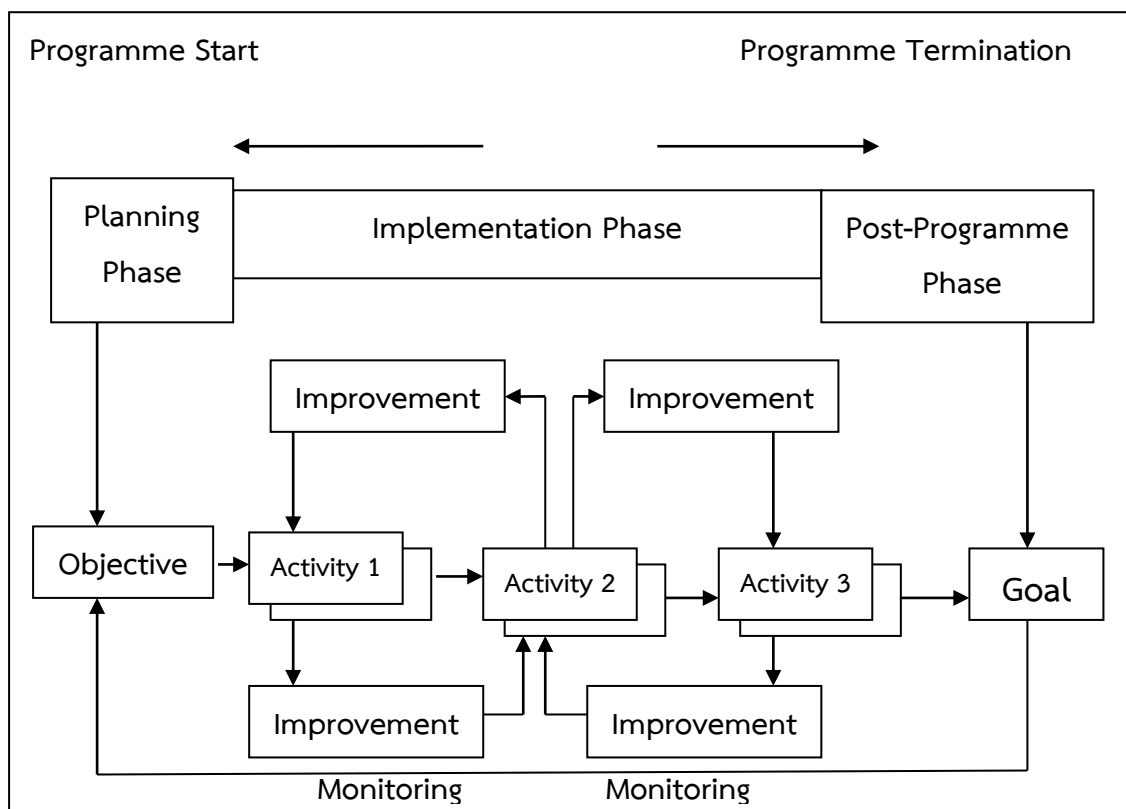 Programme Start
Programme Termination
Planning
Phase
Implementation Phase
Post-Programme
Phase
Improvement
Improvement
Objective
Activity 1
Activity 2
Activity 3
Goal
Improvement
Improvement
Monitoring
Monitoring